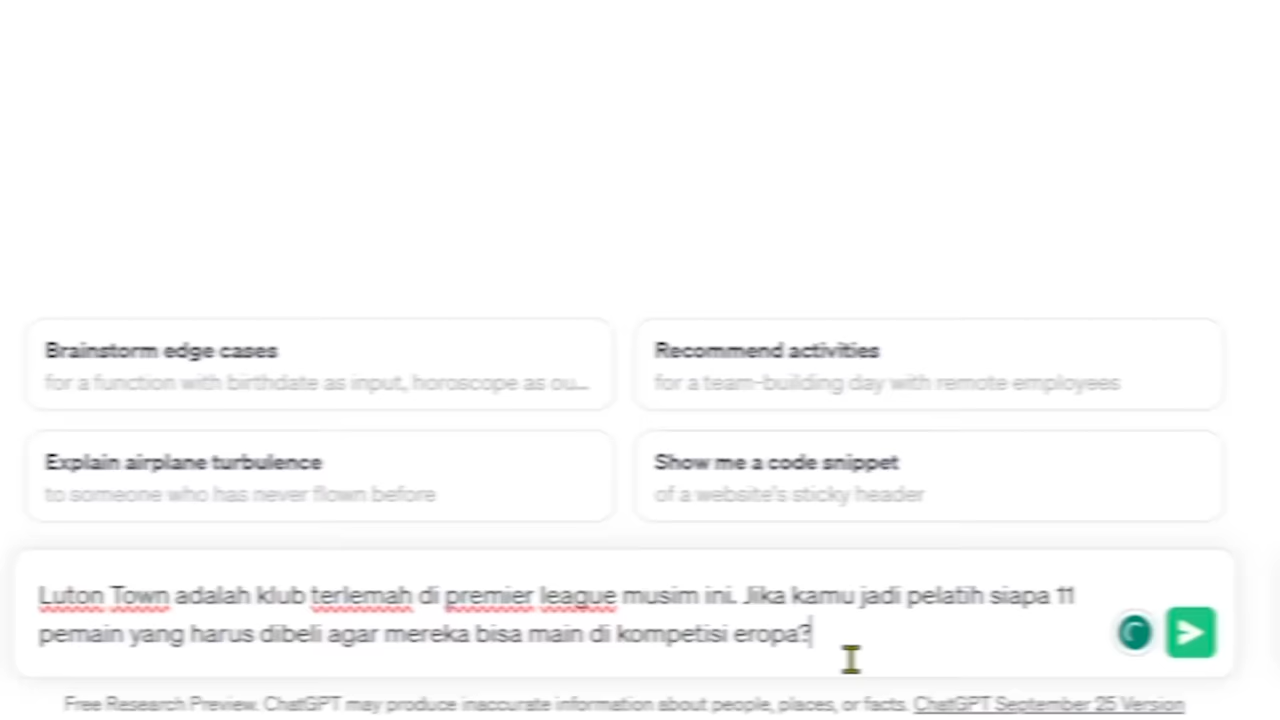 Brainstorm edge cases
for a function with birthdate as input, horoscope as ou...
Recommend activities
for a team-building day with remote employees
Explain airplane turbulence
to someone who has never flown before
Show me a code snippet
of a website's sticky header
Luton Town adalah klub terlemah di premier league musim ini. Jika kamu jadi pelatih siapa 11
pemain yang harus dibeli agar mereka bisa main di kompetisi eropa?
Free Research Preview. ChatGPT may produce inaccurate information about people, places, or facts. ChatGPT September 25 Version